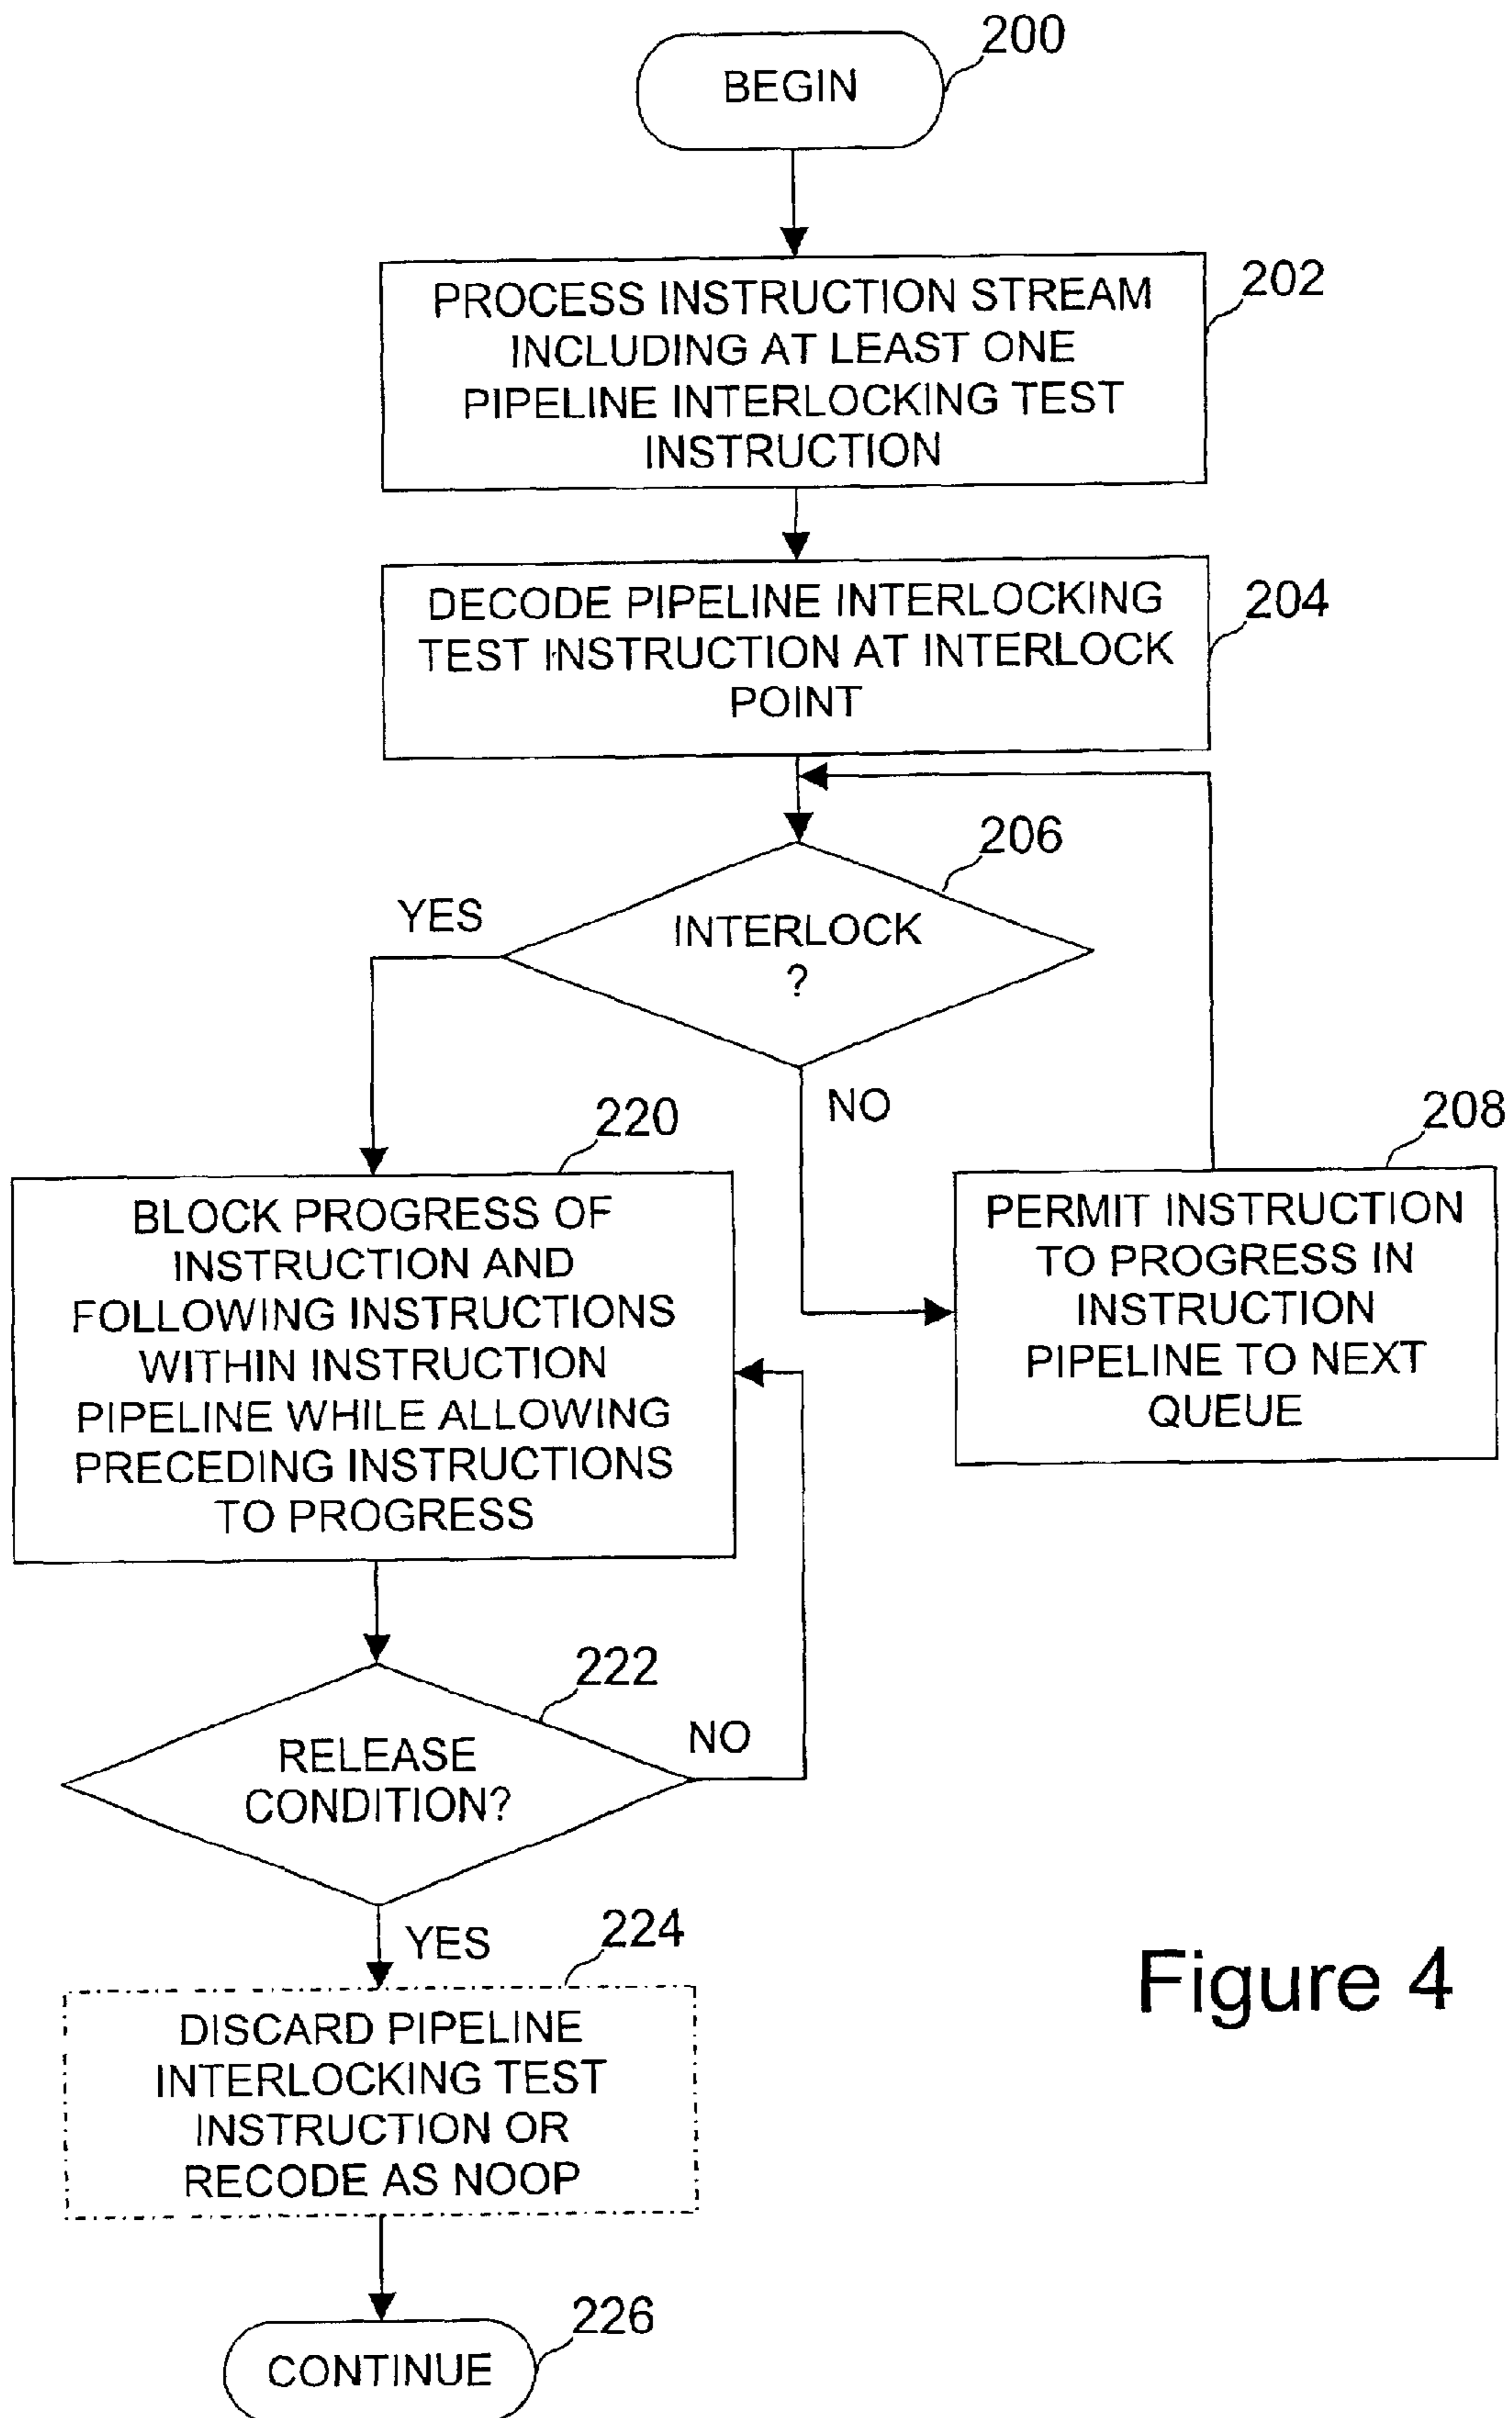 200
BEGIN
202
PROCESS INSTRUCTION STREAM
INCLUDING AT LEAST ONE
PIPELINE INTERLOCKING TEST
INSTRUCTION
204
DECODE PIPELINE INTERLOCKING
TEST INSTRUCTION AT INTERLOCK
POINT
206
YES
INTERLOCK
?
NO
220
BLOCK PROGRESS OF
INSTRUCTION AND
FOLLOWING INSTRUCTIONS
WITHIN INSTRUCTION
PIPELINE WHILE ALLOWING
PRECEDING INSTRUCTIONS
TO PROGRESS
208
PERMIT INSTRUCTION
TO PROGRESS IN
INSTRUCTION
PIPELINE TO NEXT
QUEUE
222
RELEASE
CONDITION?
NO
YES
224
DISCARD PIPELINE
INTERLOCKING TEST
INSTRUCTION OR
RECODE AS NOOP
226
CONTINUE
Figure 4